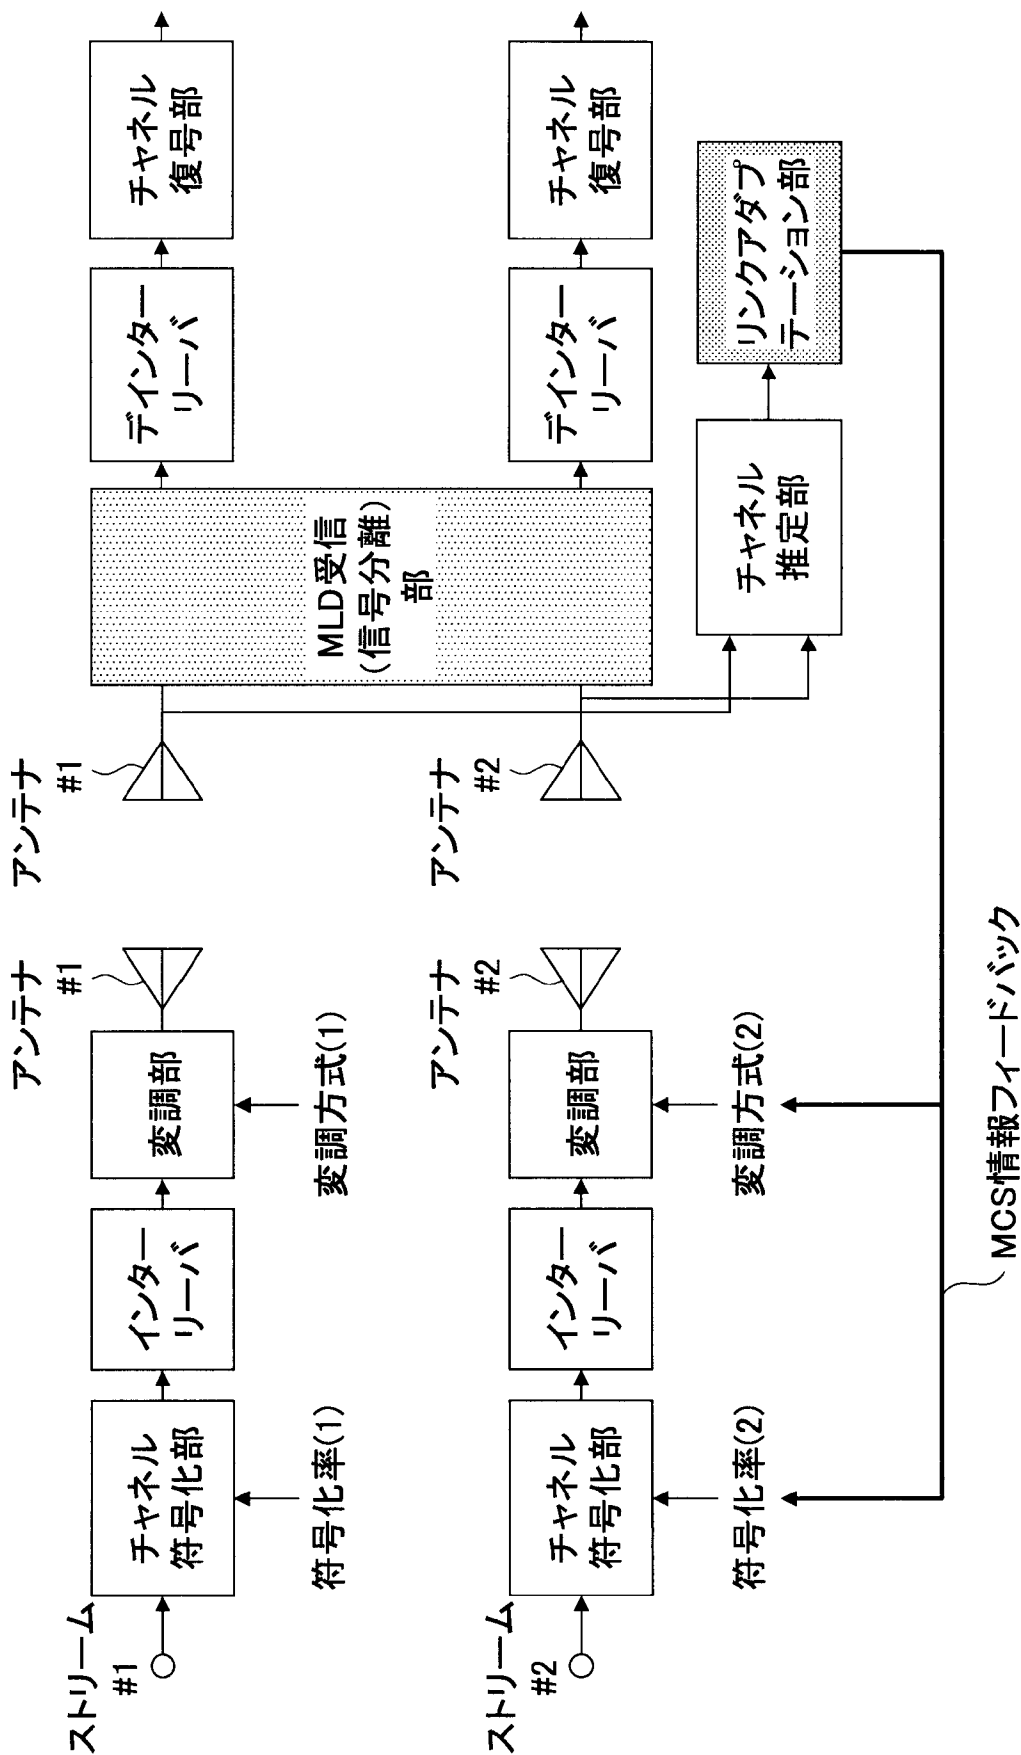 ストリーム
#1
チャネル
符号化部
符号化率(1)
インター
リーバ
変調部
変調方式(1)
アンテナ
#1
アンテナ
#1
デインター
リーバ
チャネル
復号部
MLD受信
(信号分離)
部
ストリーム
#2
チャネル
符号化部
符号化率(2)
インター
リーバ
変調部
変調方式(2)
アンテナ
#2
アンテナ
#2
デインター
リーバ
チャネル
復号部
チャネル
推定部
リンクアダプ
テーション部
MCS情報フィードバック